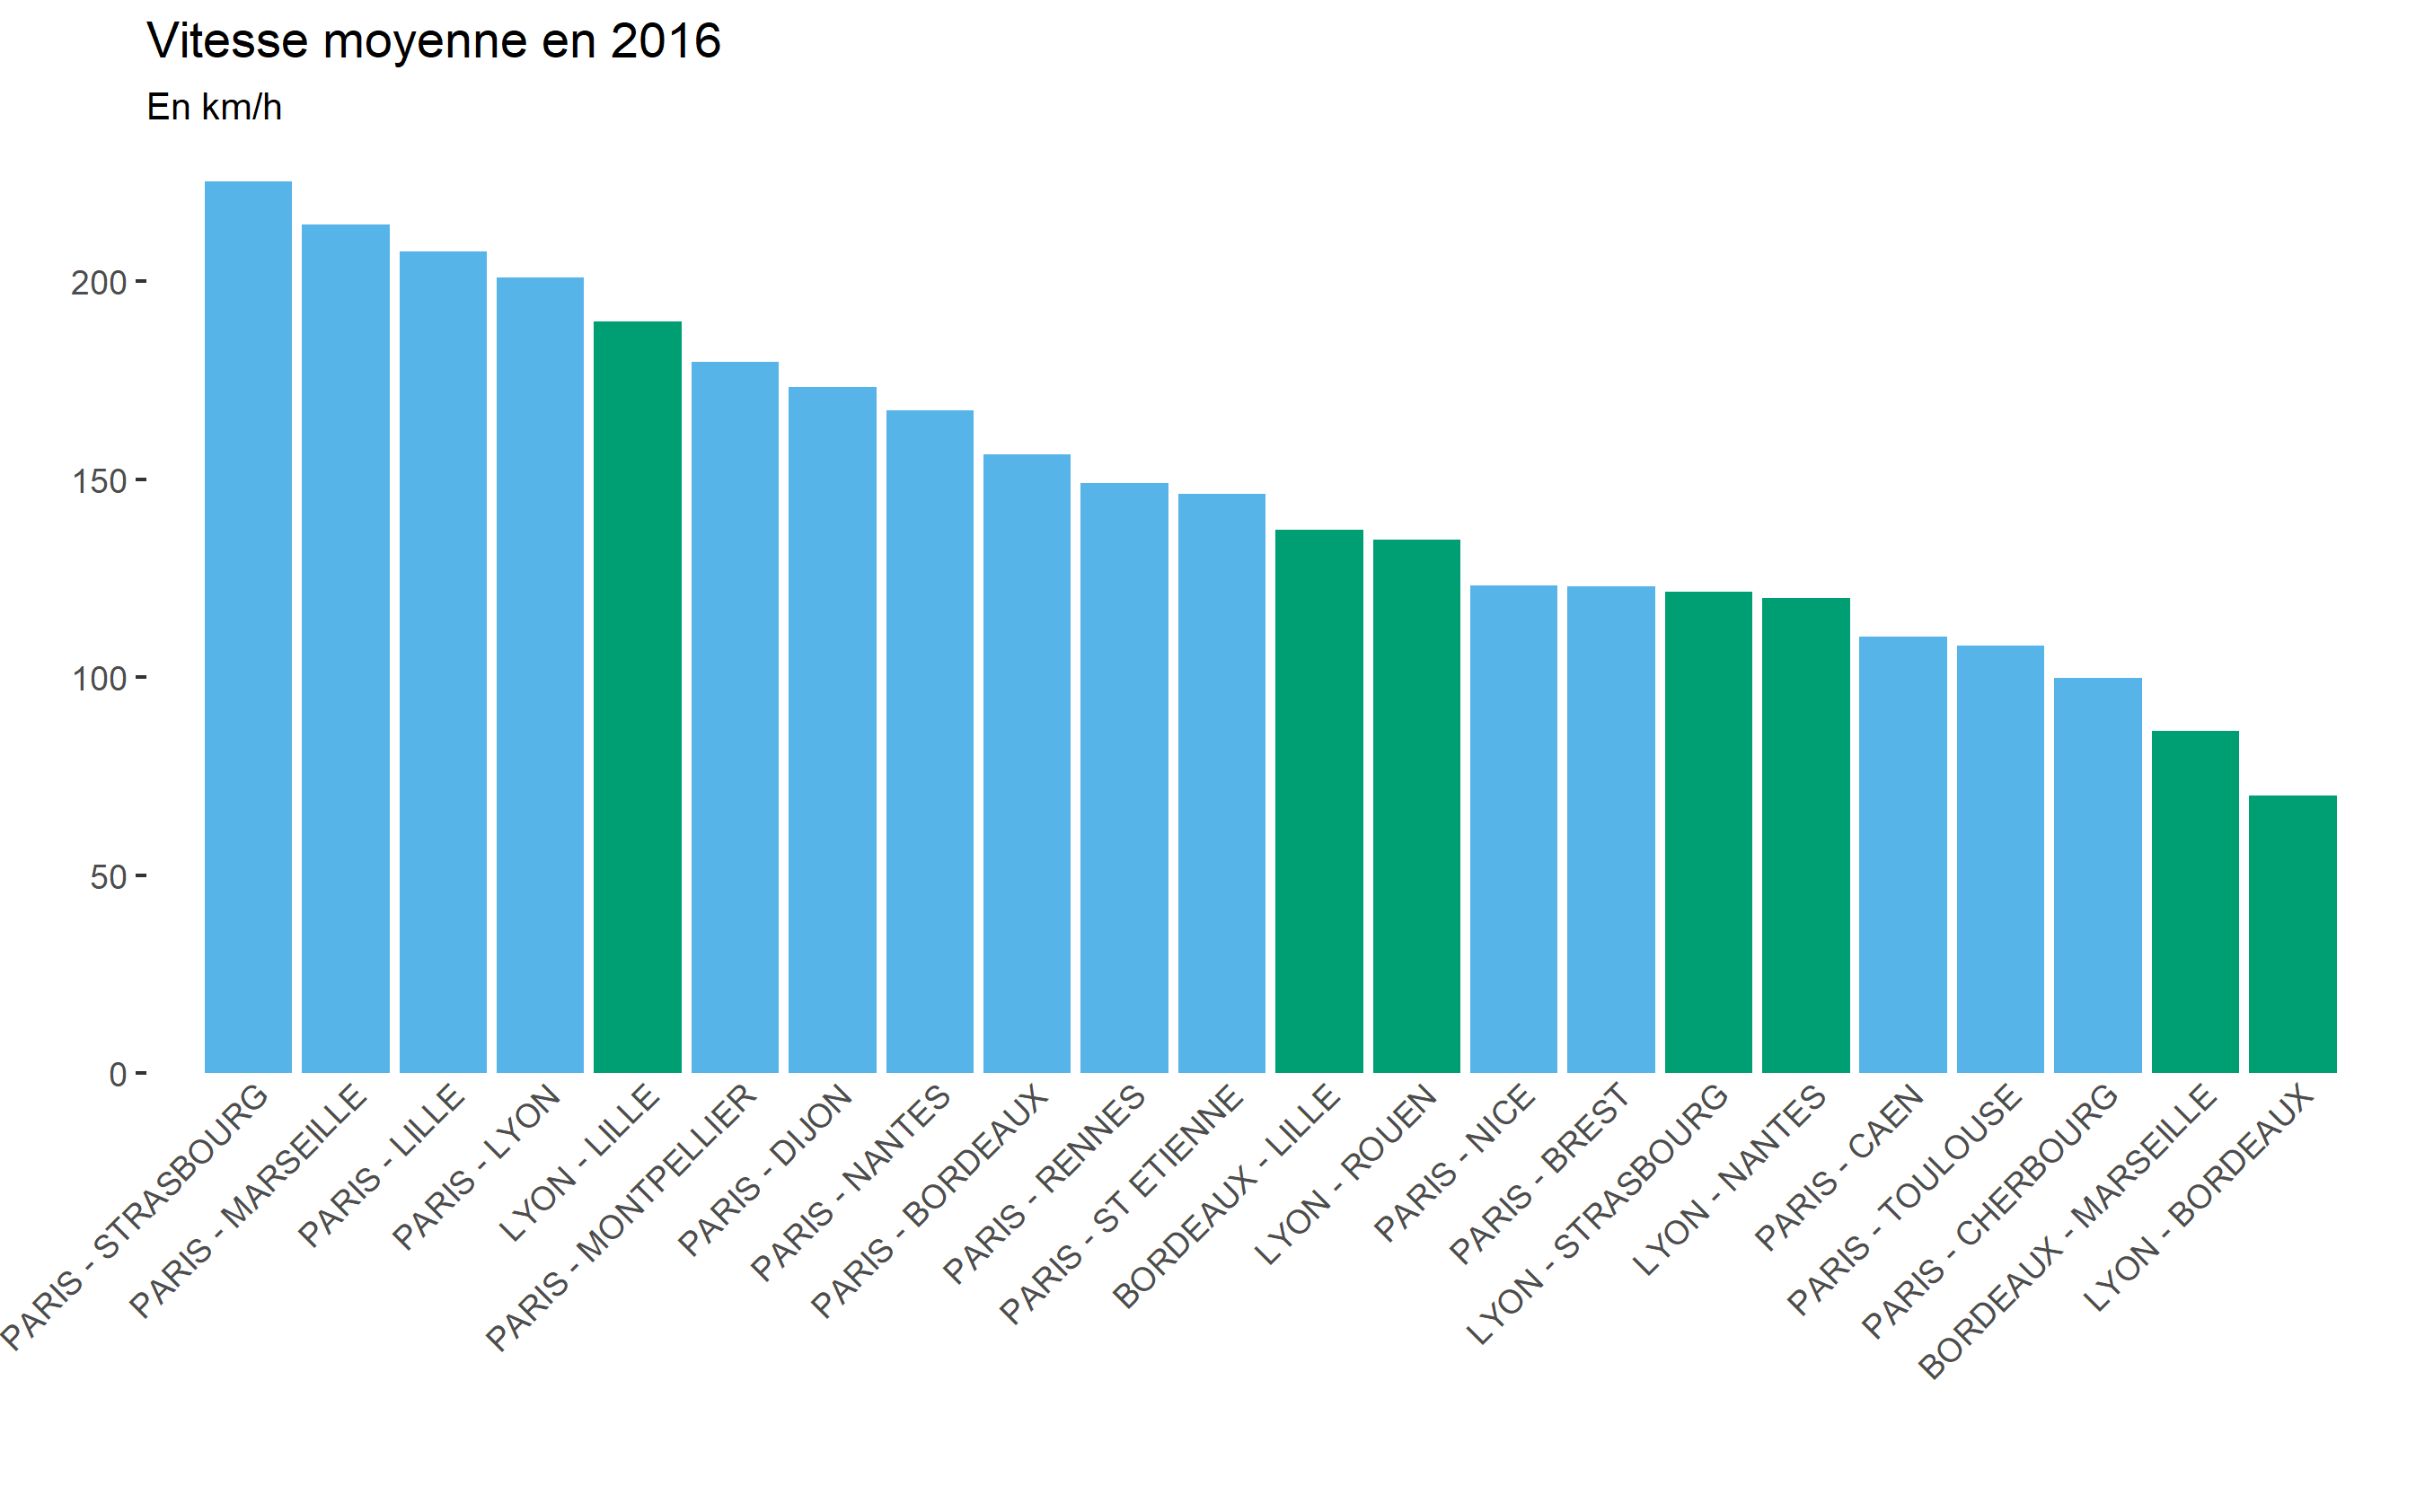 Vitesse moyenne en 2016
En km/h
200
150
100
50
0
PARIS - STRASBOURG
PARIS - MARSEILLE
PARIS - LILLE
PARIS - LYON
LYON - LILLE
PARIS - MONTPELLIER
PARIS - DIJON
PARIS - NANTES
PARIS - BORDEAUX
PARIS - RENNES
PARIS - ST ETIENNE
BORDEAUX - LILLE
LYON - ROUEN
PARIS - NICE
PARIS - BREST
LYON - STRASBOURG
LYON - NANTES
PARIS - CAEN
PARIS - TOULOUSE
PARIS - CHERBOURG
BORDEAUX - MARSEILLE
LYON - BORDEAUX